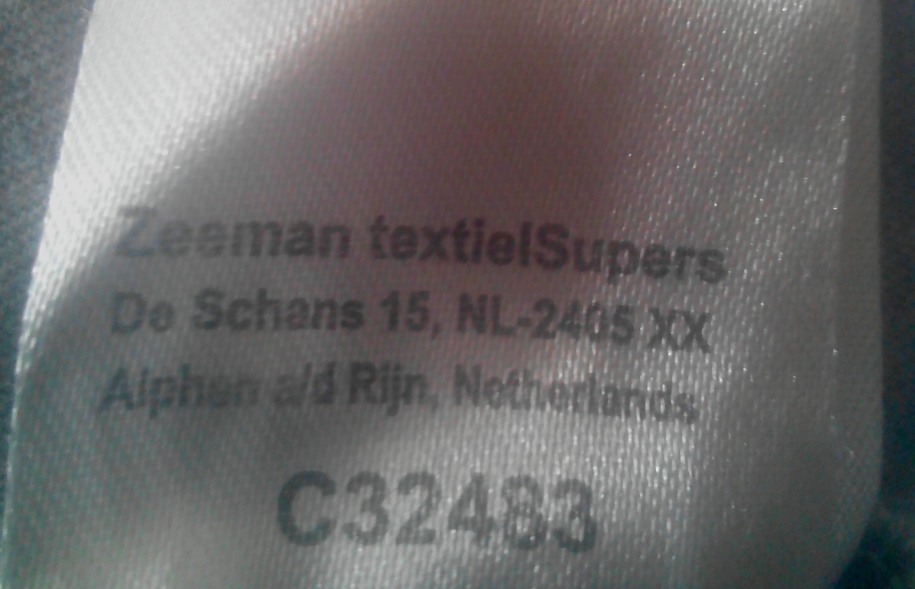 Zeeman textielSupers
De Schans 15, NL-2405 XX
Alphen a/d Rijn, Netherlands
C32483